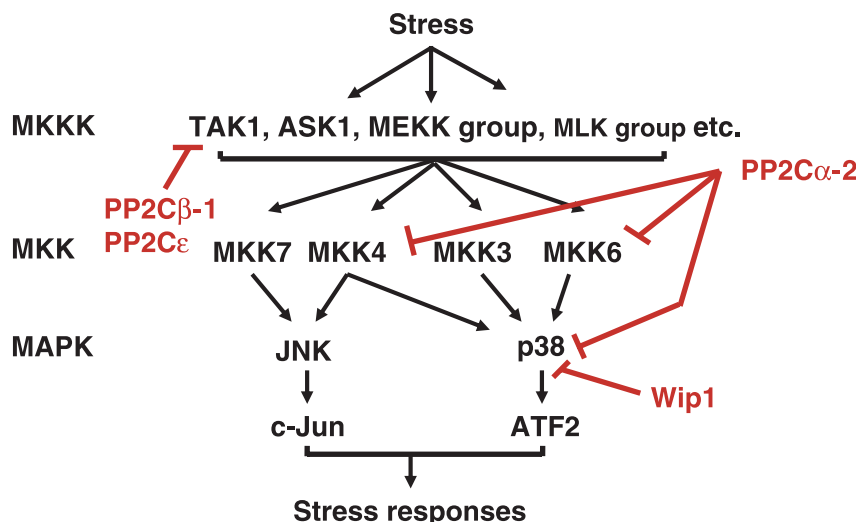 Stress
MKKK TAK1, ASK1, MEKK group, MLK group etc.
PP2Cα-2
PP2Cβ-1
PP2Cε
MKK MKK7 MKK4 MKK3 MKK6
MAPK JNK p38
Wip1
c-Jun ATF2
Stress responses